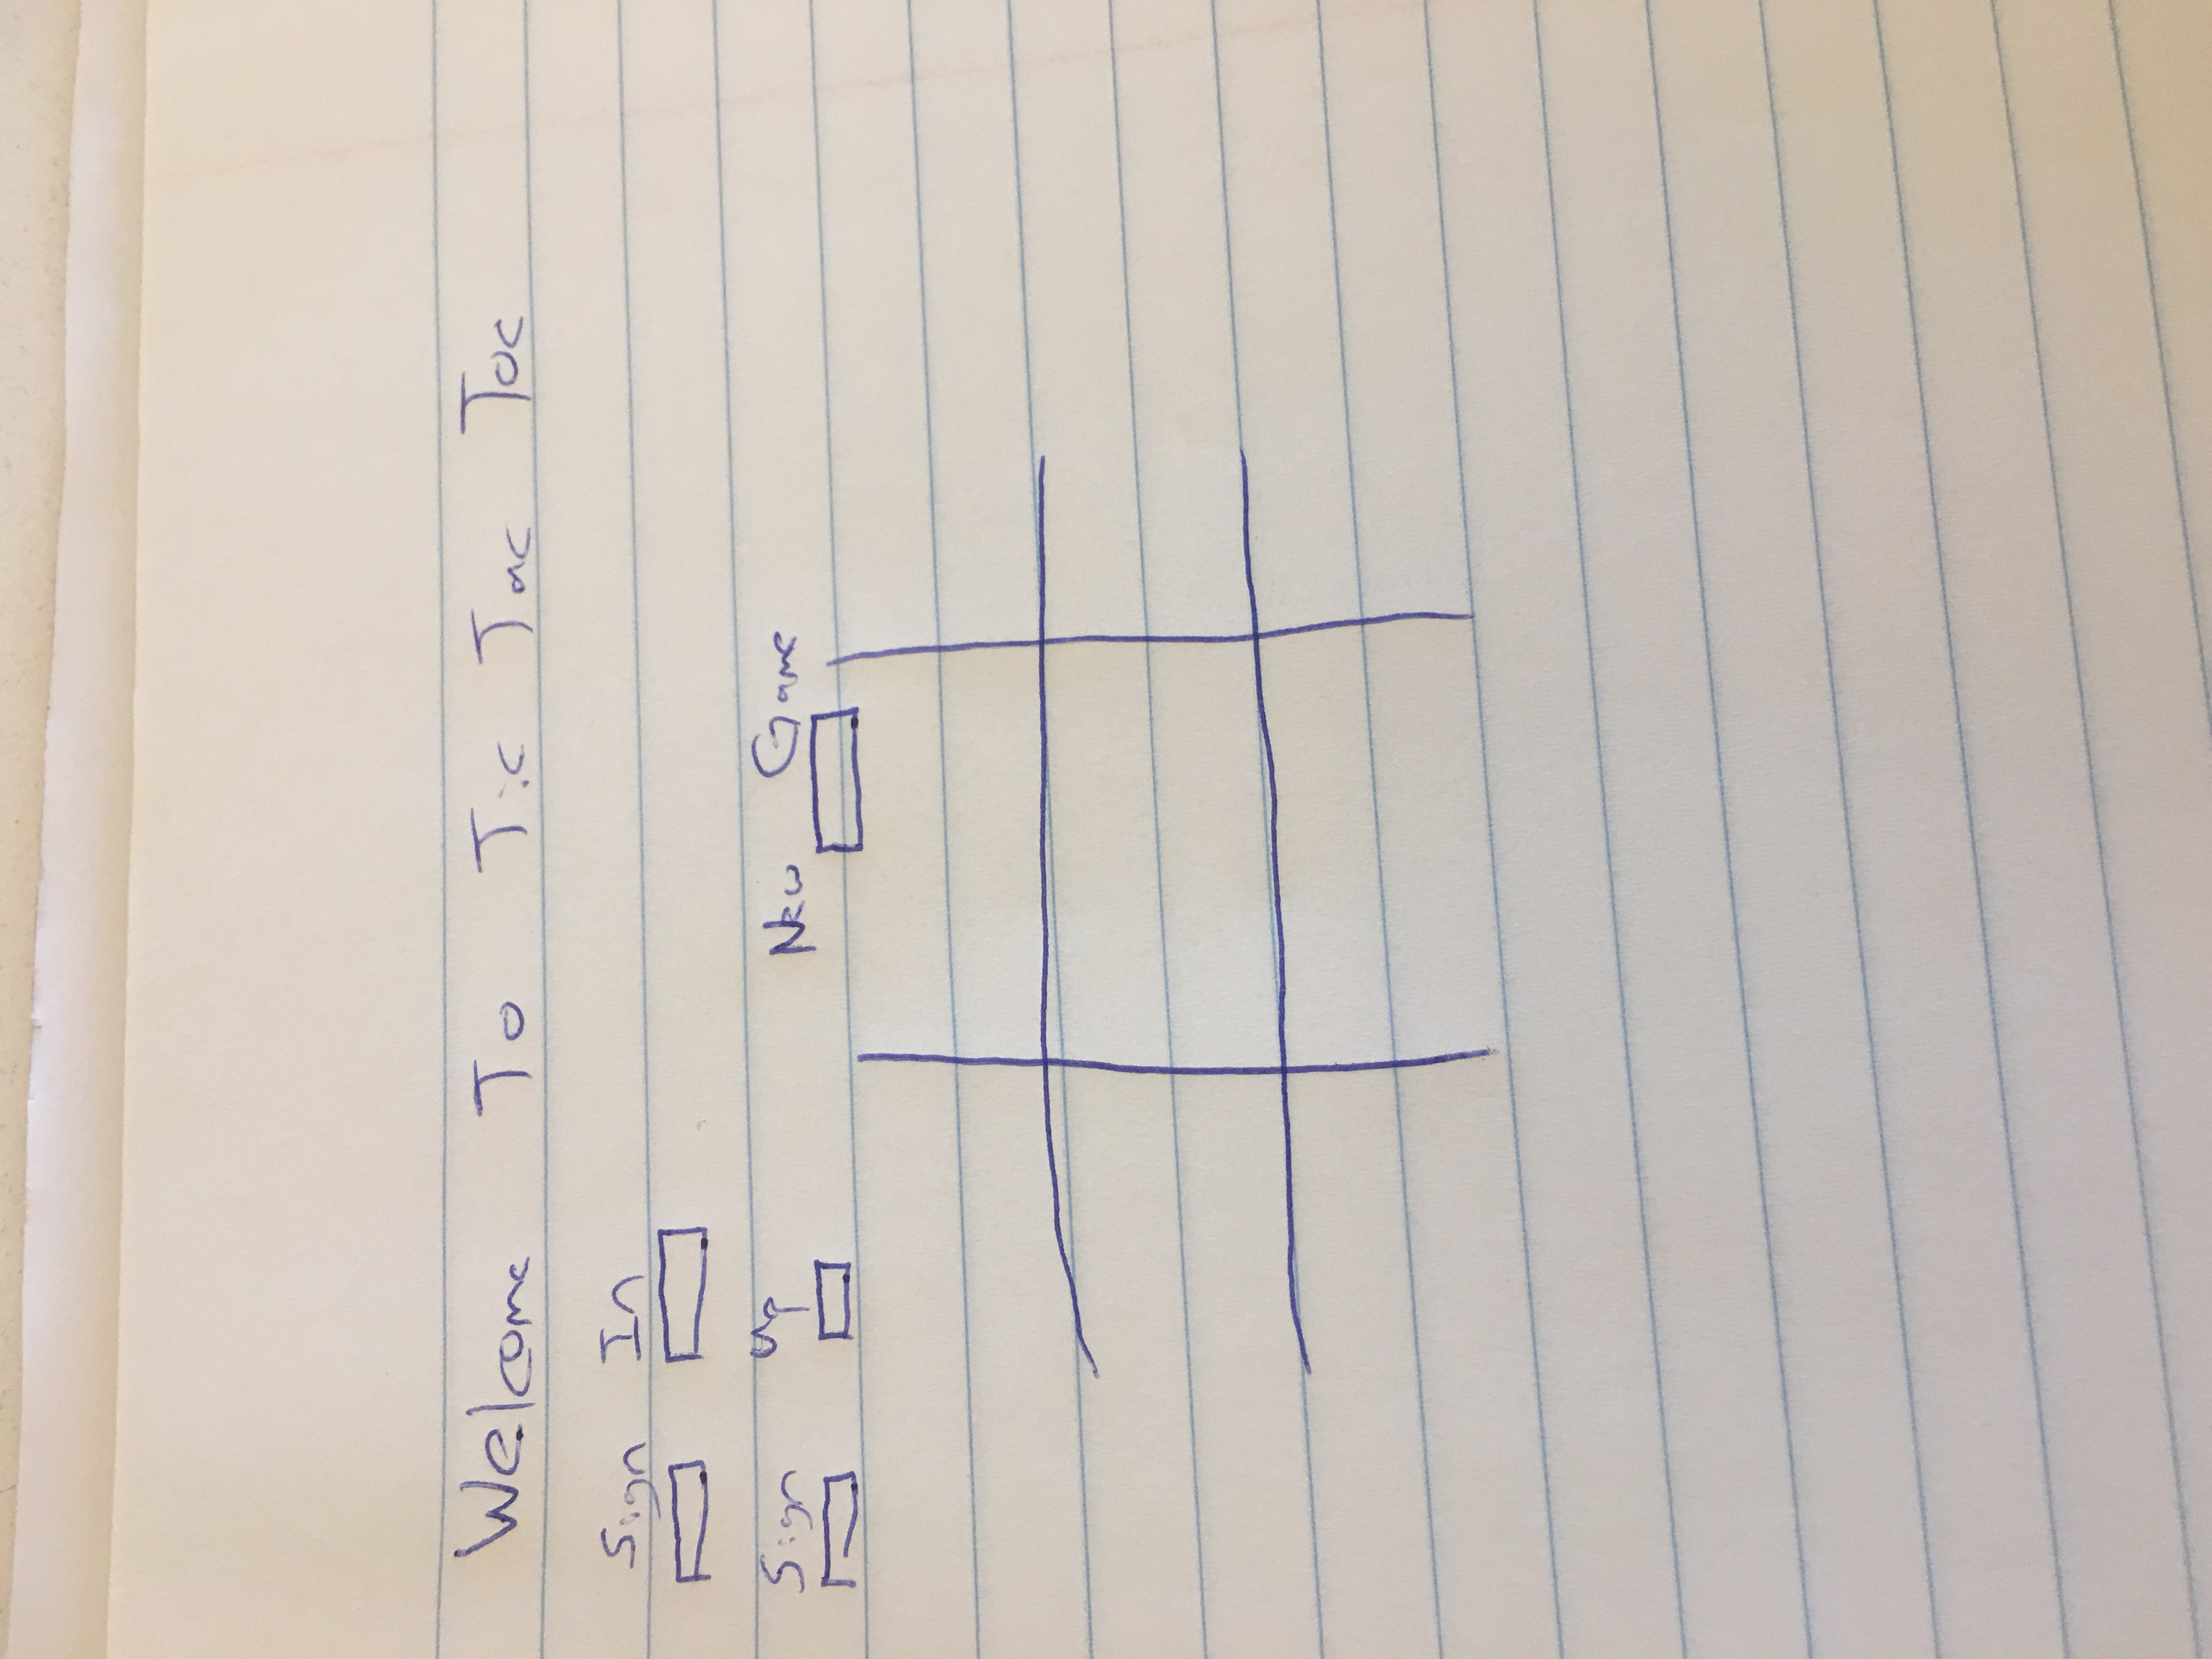 Welcome To Tic Tac Toe
Sign In
Sign Up
New Game